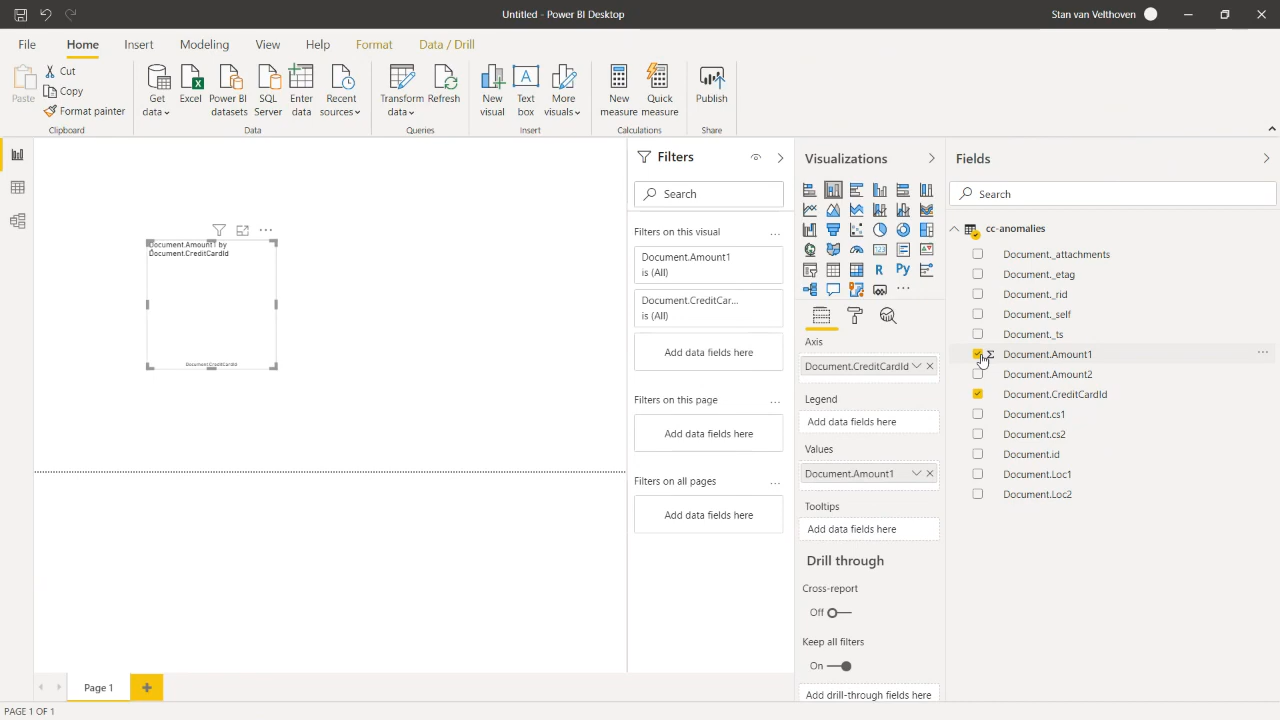 Untitled - Power BI Desktop
Stan van Velthoven
File
Home
Insert
Modeling
View
Help
Format
Data / Drill
Paste
Cut
Copy
Format painter
Clipboard
Get data
Excel
Power BI datasets
SQL Server
Enter data
Recent sources
Data
Transform data
Refresh
Queries
New visual
Text box
More visuals
Insert
New measure
Quick measure
Calculations
Publish
Share
Document.Amount1 by
Document.CreditCardId
Document.CreditCardId
Filters
Search
Filters on this visual
...
Document.Amount1
is (All)
Document.CreditCar...
is (All)
Add data fields here
Filters on this page
...
Add data fields here
Filters on all pages
...
Add data fields here
Visualizations
R
Py
Axis
Document.CreditCardId
Legend
Add data fields here
Values
Document.Amount1
Tooltips
Add data fields here
Drill through
Cross-report
Off
Keep all filters
On
Add drill-through fields here
Fields
Search
cc-anomalies
Document._attachments
Document._etag
Document._rid
Document._self
Document._ts
Document.Amount1
Document.Amount2
Document.CreditCardId
Document.cs1
Document.cs2
Document.id
Document.Loc1
Document.Loc2
Page 1
PAGE 1 OF 1